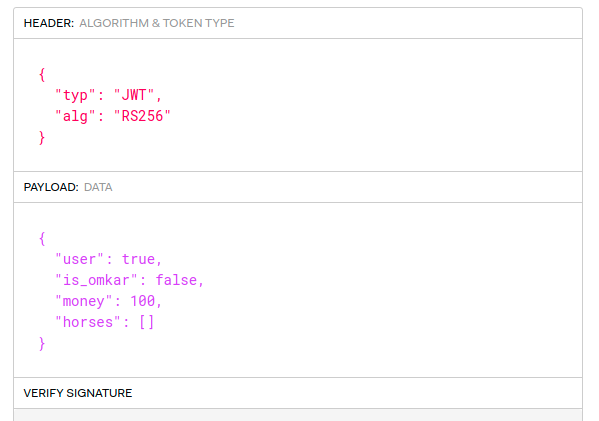 HEADER: ALGORITHM & TOKEN TYPE
{
"typ": "JWT",
"alg": "RS256"
}
PAYLOAD: DATA
{
"user": true,
"is_omkar": false,
"money": 100,
"horses": []
}
VERIFY SIGNATURE